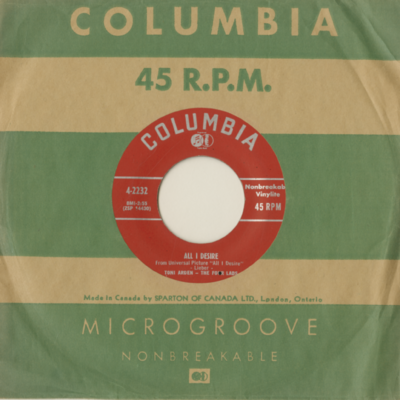 COLUMBIA
45 R.P.M.
COLUMBIA
4-2232
Nonbreakable
Vinylite
45 RPM
ALL I DESIRE
From Universal Picture "All I Desire"
TONI ARDEN - THE
Made in Canada by SPARTON OF CANADA LTD., London, Ontario
MICROGROOVE
NONBREAKABLE